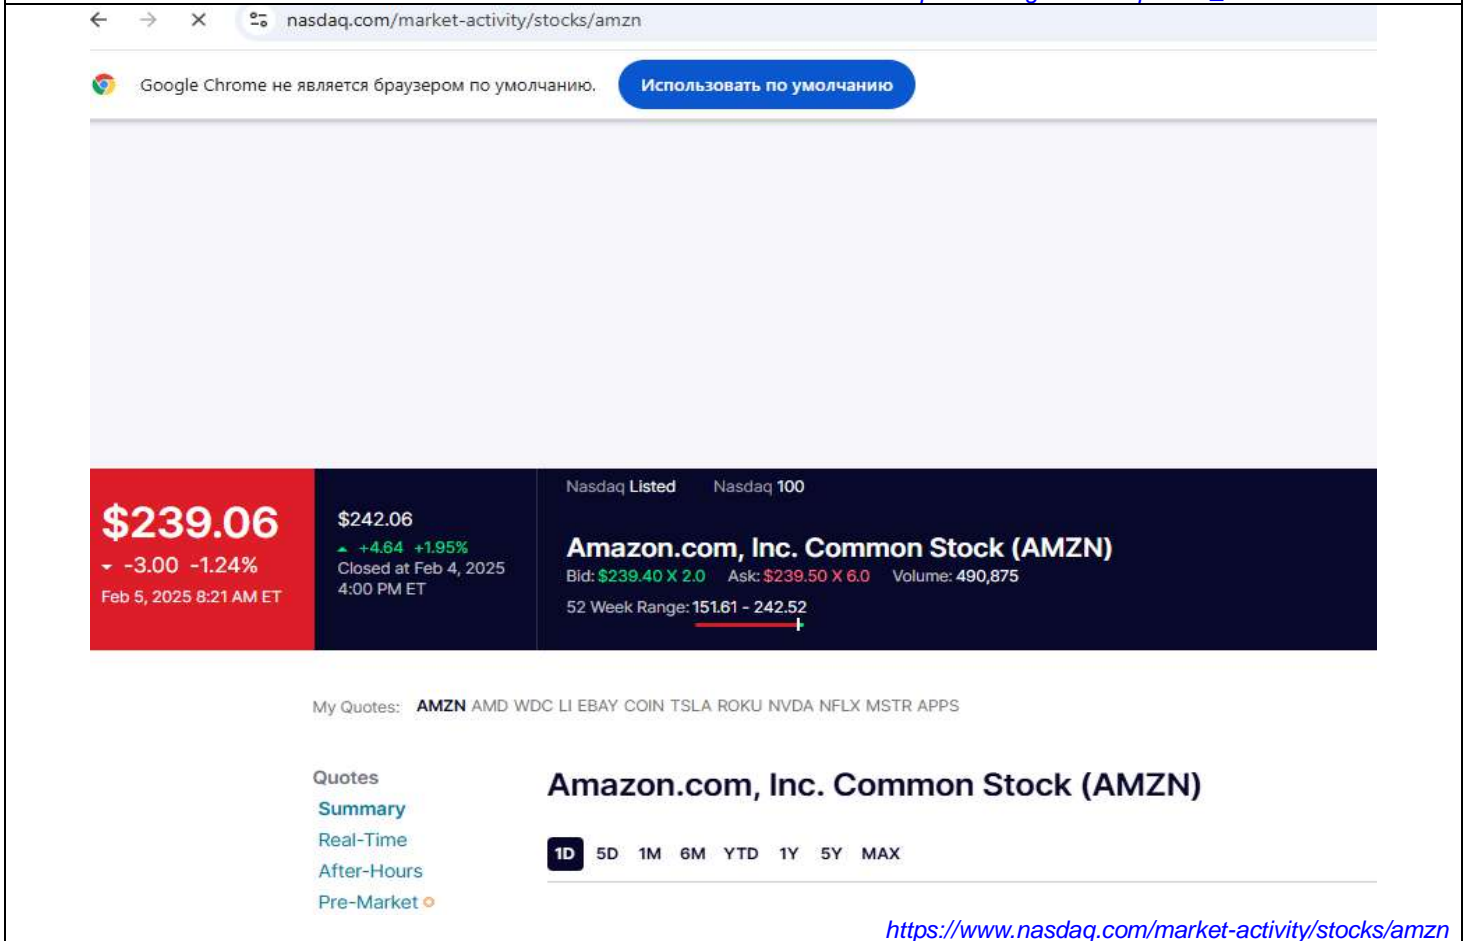 nasdaq.com/market-activity/stocks/amzn
Google Chrome не является браузером по умолчанию.
Использовать по умолчанию
$239.06
-3.00 -1.24%
Feb 5, 2025 8:21 AM ET
$242.06
+4.64 +1.95%
Closed at Feb 4, 2025
4:00 PM ET
Nasdaq Listed Nasdaq 100
Amazon.com, Inc. Common Stock (AMZN)
Bid: $239.40 X 2.0 Ask: $239.50 X 6.0 Volume: 490,875
52 Week Range: 151.61 - 242.52
My Quotes: AMZN AMD WDC LI EBAY COIN TSLA ROKU NVDA NFLX MSTR APPS
Quotes
Summary
Real-Time
After-Hours
Pre-Market
Amazon.com, Inc. Common Stock (AMZN)
1D 5D 1M 6M YTD 1Y 5Y MAX
https://www.nasdaq.com/market-activity/stocks/amzn